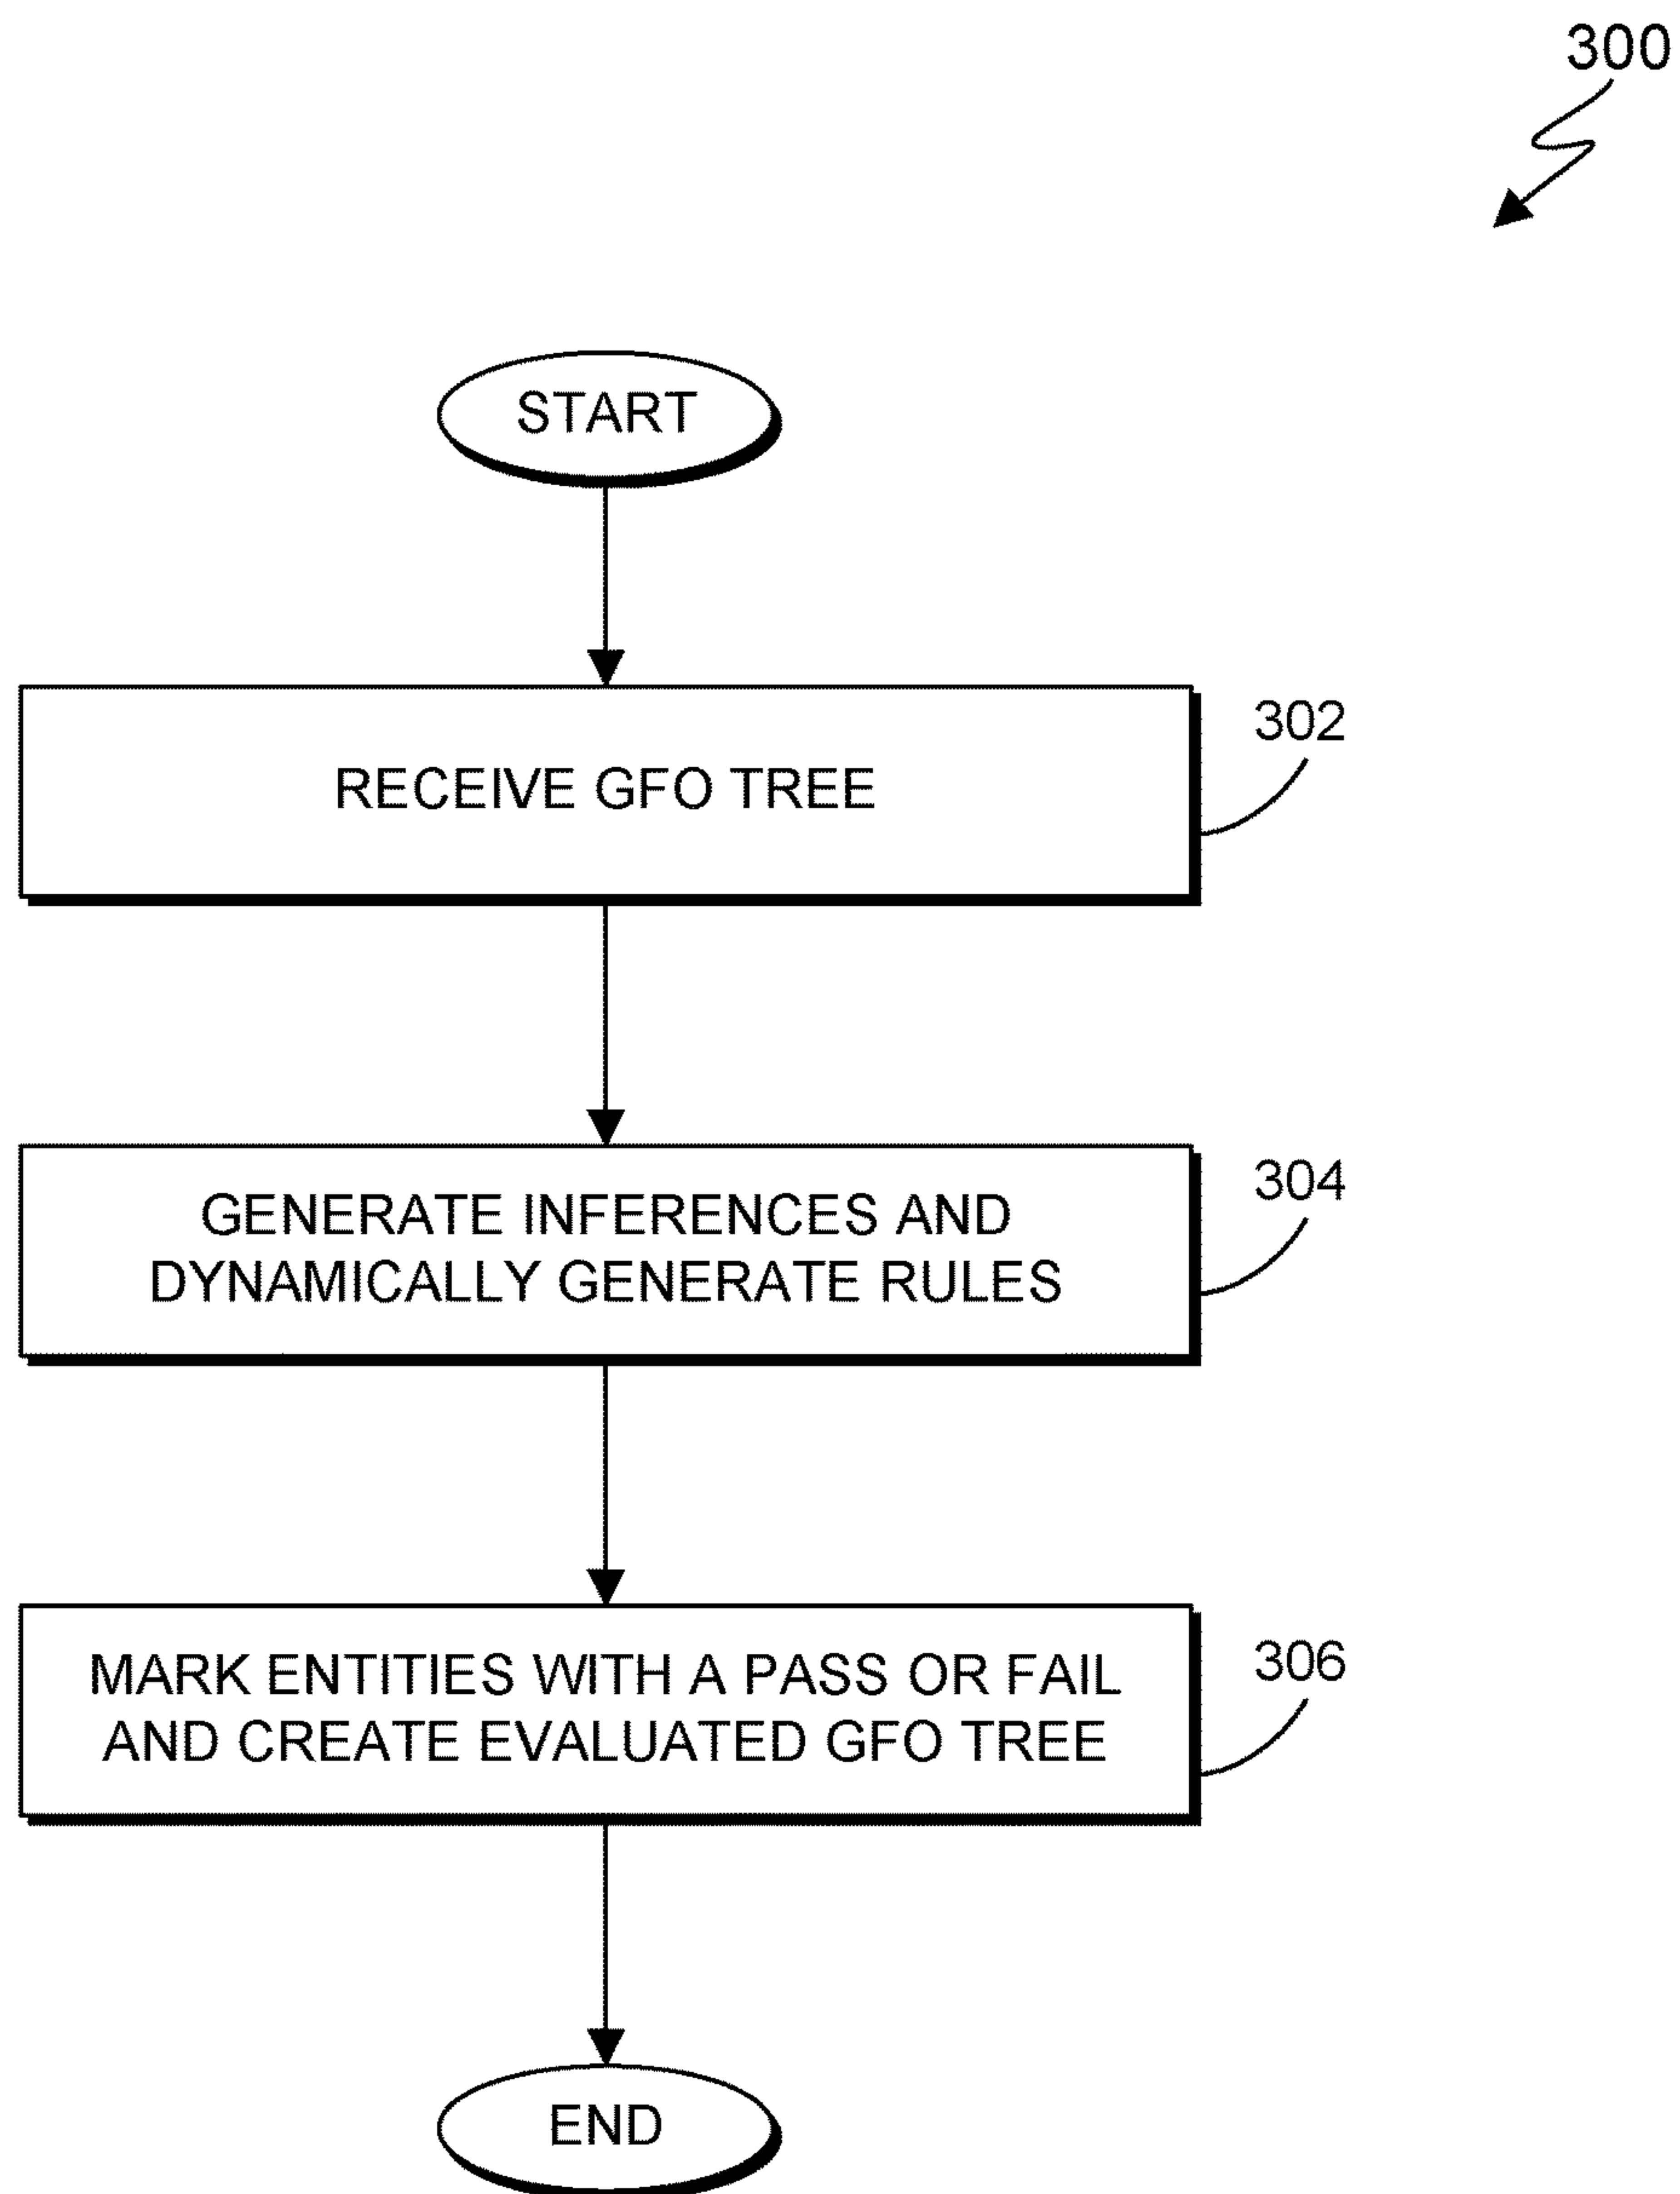 300
START
RECEIVE GFO TREE
302
GENERATE INFERENCES AND
DYNAMICALLY GENERATE RULES
304
MARK ENTITIES WITH A PASS OR FAIL
AND CREATE EVALUATED GFO TREE
306
END